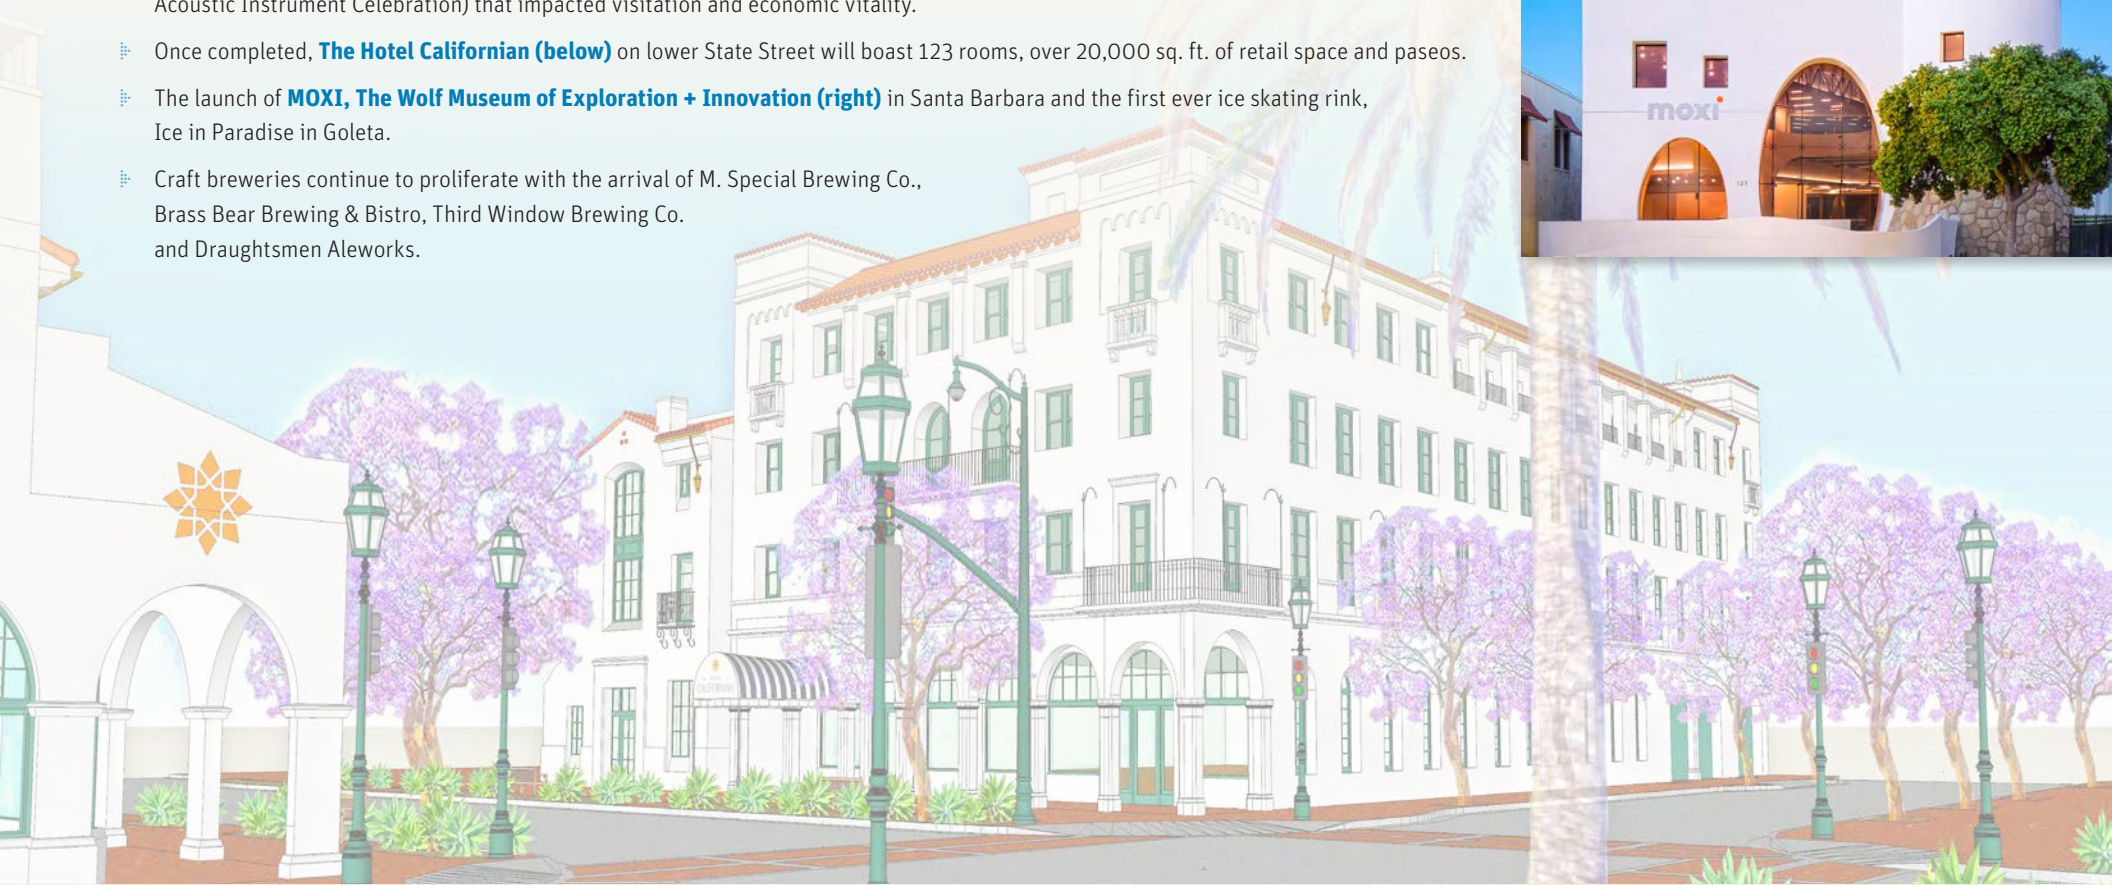 Acoustic Instrument Celebration) that impacted visitation and economic vitality.
Once completed, The Hotel Californian (below) on lower State Street will boast 123 rooms, over 20,000 sq. ft. of retail space and paseos.
The launch of MOXI, The Wolf Museum of Exploration + Innovation (right) in Santa Barbara and the first ever ice skating rink,
Ice in Paradise in Goleta.
Craft breweries continue to proliferate with the arrival of M. Special Brewing Co.,
Brass Bear Brewing & Bistro, Third Window Brewing Co.
and Draughtsmen Aleworks.
moxi
CALIFORNIAN